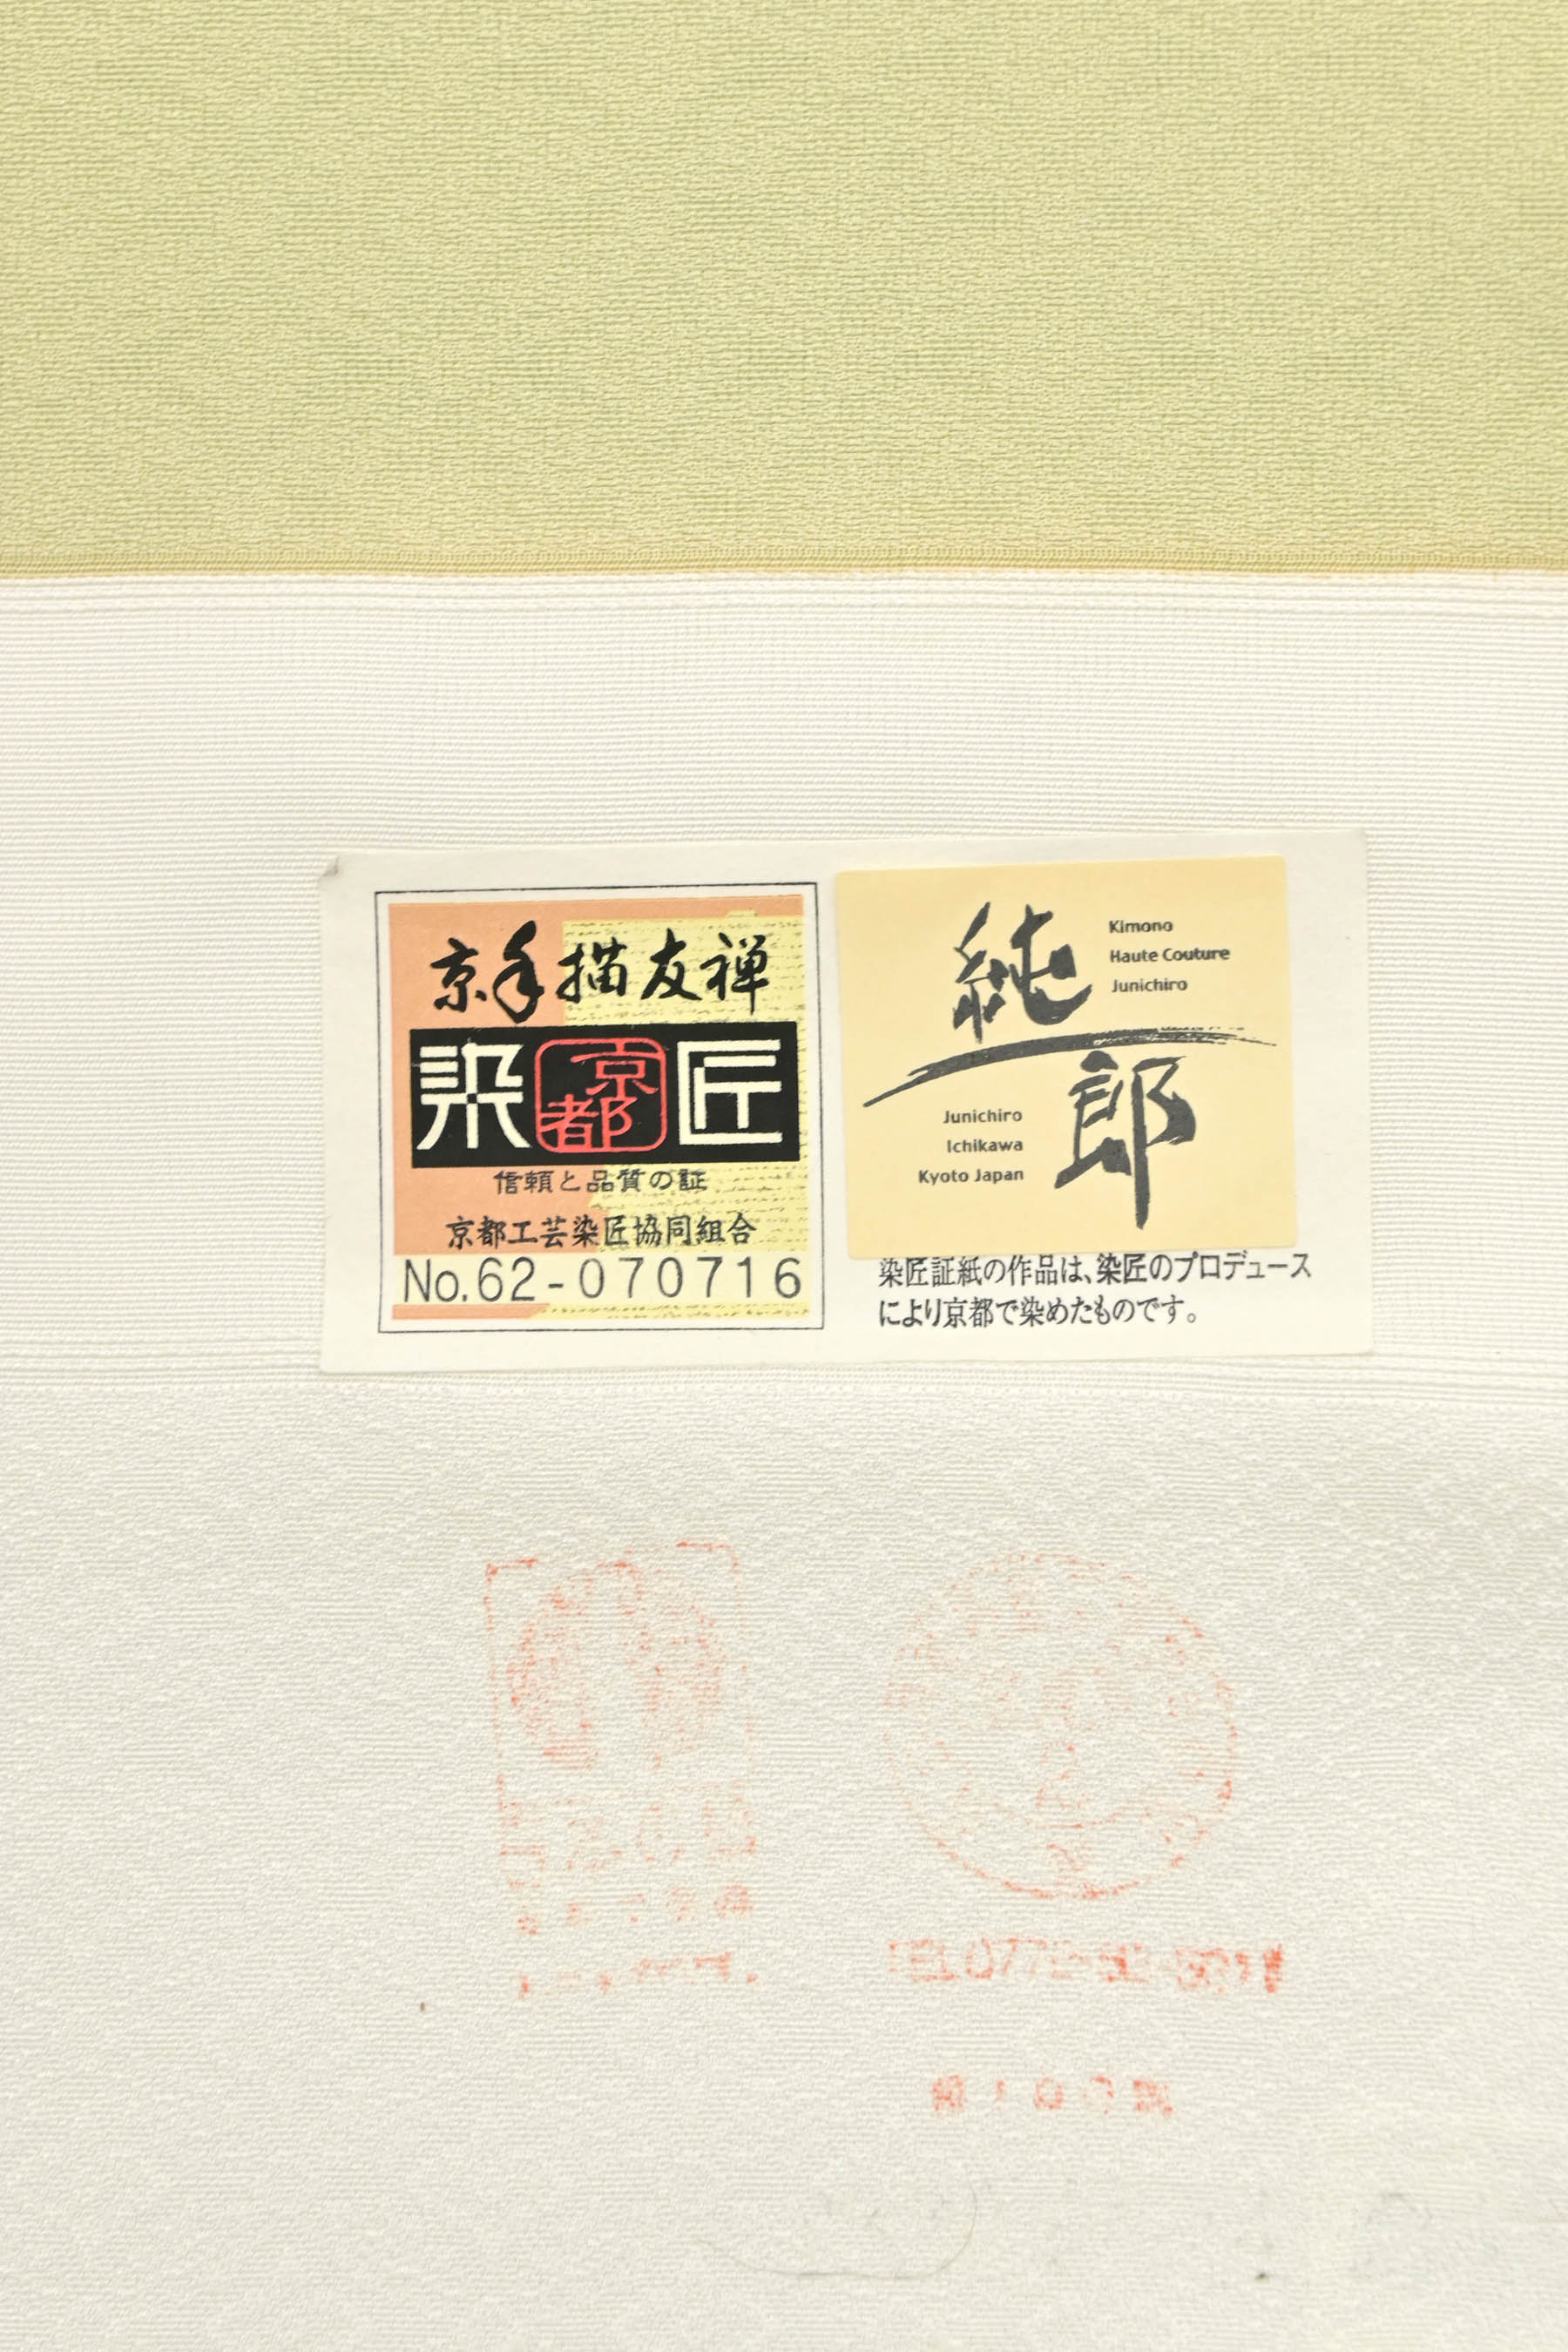 京手描友禅
染京都匠
信頼と品質の証
京都工芸染匠協同組合
No.62-070716
純一郎
Kimono
Haute Couture
Junichiro
Junichiro
Ichikawa
Kyoto Japan
染匠証紙の作品は、染匠のプロデュース
により京都で染めたものです。